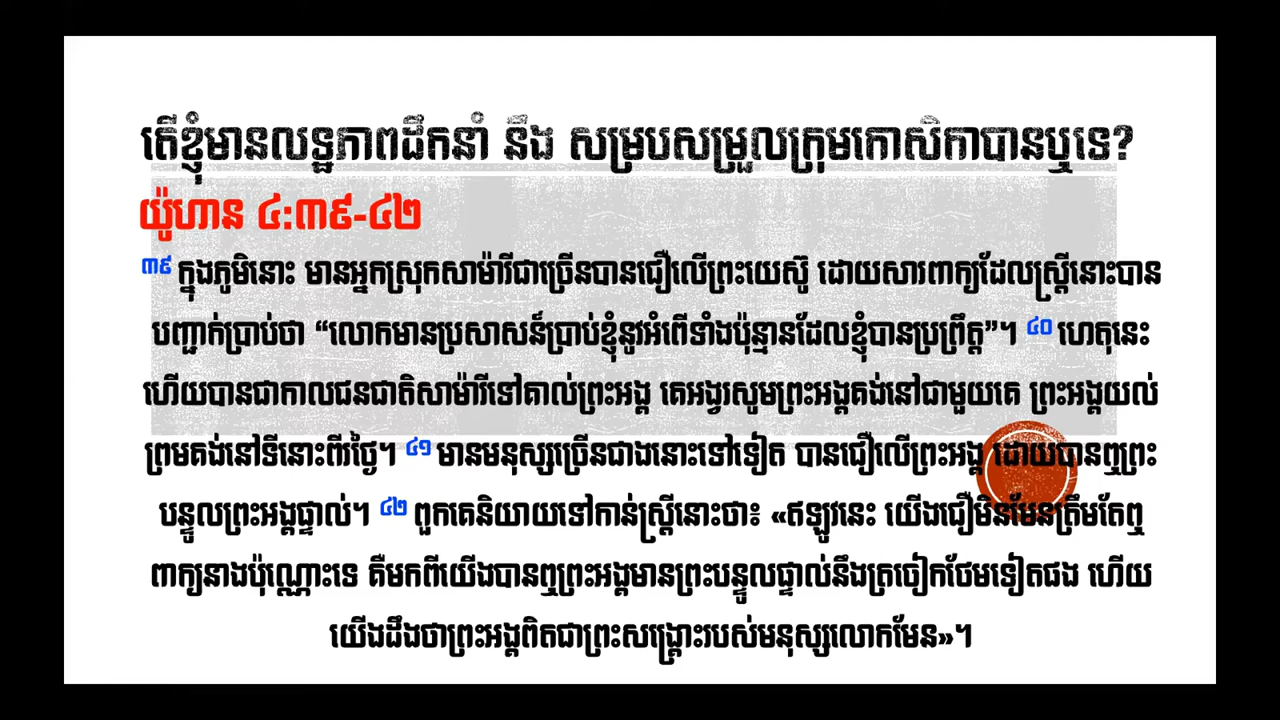 តើខ្ញុំមានលទ្ឋភាពដឹកនាំ នឹង សម្របសម្រួលក្រុមកោសិកាបានឬទេ?
យ៉ូហាន ៤:៣៩-៤២
៣៩ ក្នុងភូមិនោះ មានអ្នកស្រុកសាម៉ារីជាច្រើនបានជឿលើព្រះយេស៊ូ ដោយសារពាក្យដែលស្ត្រីនោះបាន
បញ្ជាក់ប្រាប់ថា “លោកមានប្រសាសន៍ប្រាប់ខ្ញុំនូវអំពើទាំងប៉ុន្មានដែលខ្ញុំបានប្រព្រឹត្ត”។ ៤០ ហេតុនេះ
ហើយបានជាកាលជនជាតិសាម៉ារីទៅគាល់ព្រះអង្គ គេអង្វរសូមព្រះអង្គគង់នៅជាមួយគេ ព្រះអង្គយល់
ព្រមគង់នៅទីនោះពីរថ្ងៃ។ ៤១ មានមនុស្សច្រើនជាងនោះទៅទៀត បានជឿលើព្រះអង្គ ដោយបានឮព្រះ
បន្ទូលព្រះអង្គផ្ទាល់។ ៤២ ពួកគេនិយាយទៅកាន់ស្ត្រីនោះថា៖ «ឥឡូវនេះ យើងជឿមិនមែនត្រឹមតែឮ
ពាក្យនាងប៉ុណ្ណោះទេ គឺមកពីយើងបានឮព្រះអង្គមានព្រះបន្ទូលផ្ទាល់នឹងត្រចៀកថែមទៀតផង ហើយ
យើងដឹងថាព្រះអង្គពិតជាព្រះសង្គ្រោះរបស់មនុស្សលោកមែន»។